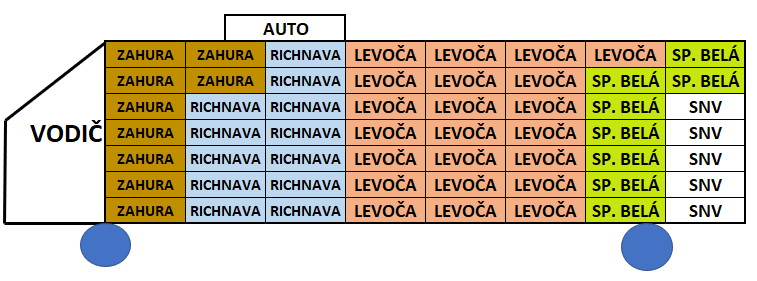 AUTO
ZAHURA ZAHURA RICHNAVA LEVOČA LEVOČA LEVOČA LEVOČA SP. BELÁ
ZAHURA ZAHURA RICHNAVA LEVOČA LEVOČA LEVOČA SP. BELÁ SP. BELÁ
ZAHURA RICHNAVA RICHNAVA LEVOČA LEVOČA LEVOČA SP. BELÁ SNV
VODIČ ZAHURA RICHNAVA RICHNAVA LEVOČA LEVOČA LEVOČA SP. BELÁ SNV
ZAHURA RICHNAVA RICHNAVA LEVOČA LEVOČA LEVOČA SP. BELÁ SNV
ZAHURA RICHNAVA RICHNAVA LEVOČA LEVOČA LEVOČA SP. BELÁ SNV
ZAHURA RICHNAVA RICHNAVA LEVOČA LEVOČA LEVOČA SP. BELÁ SNV